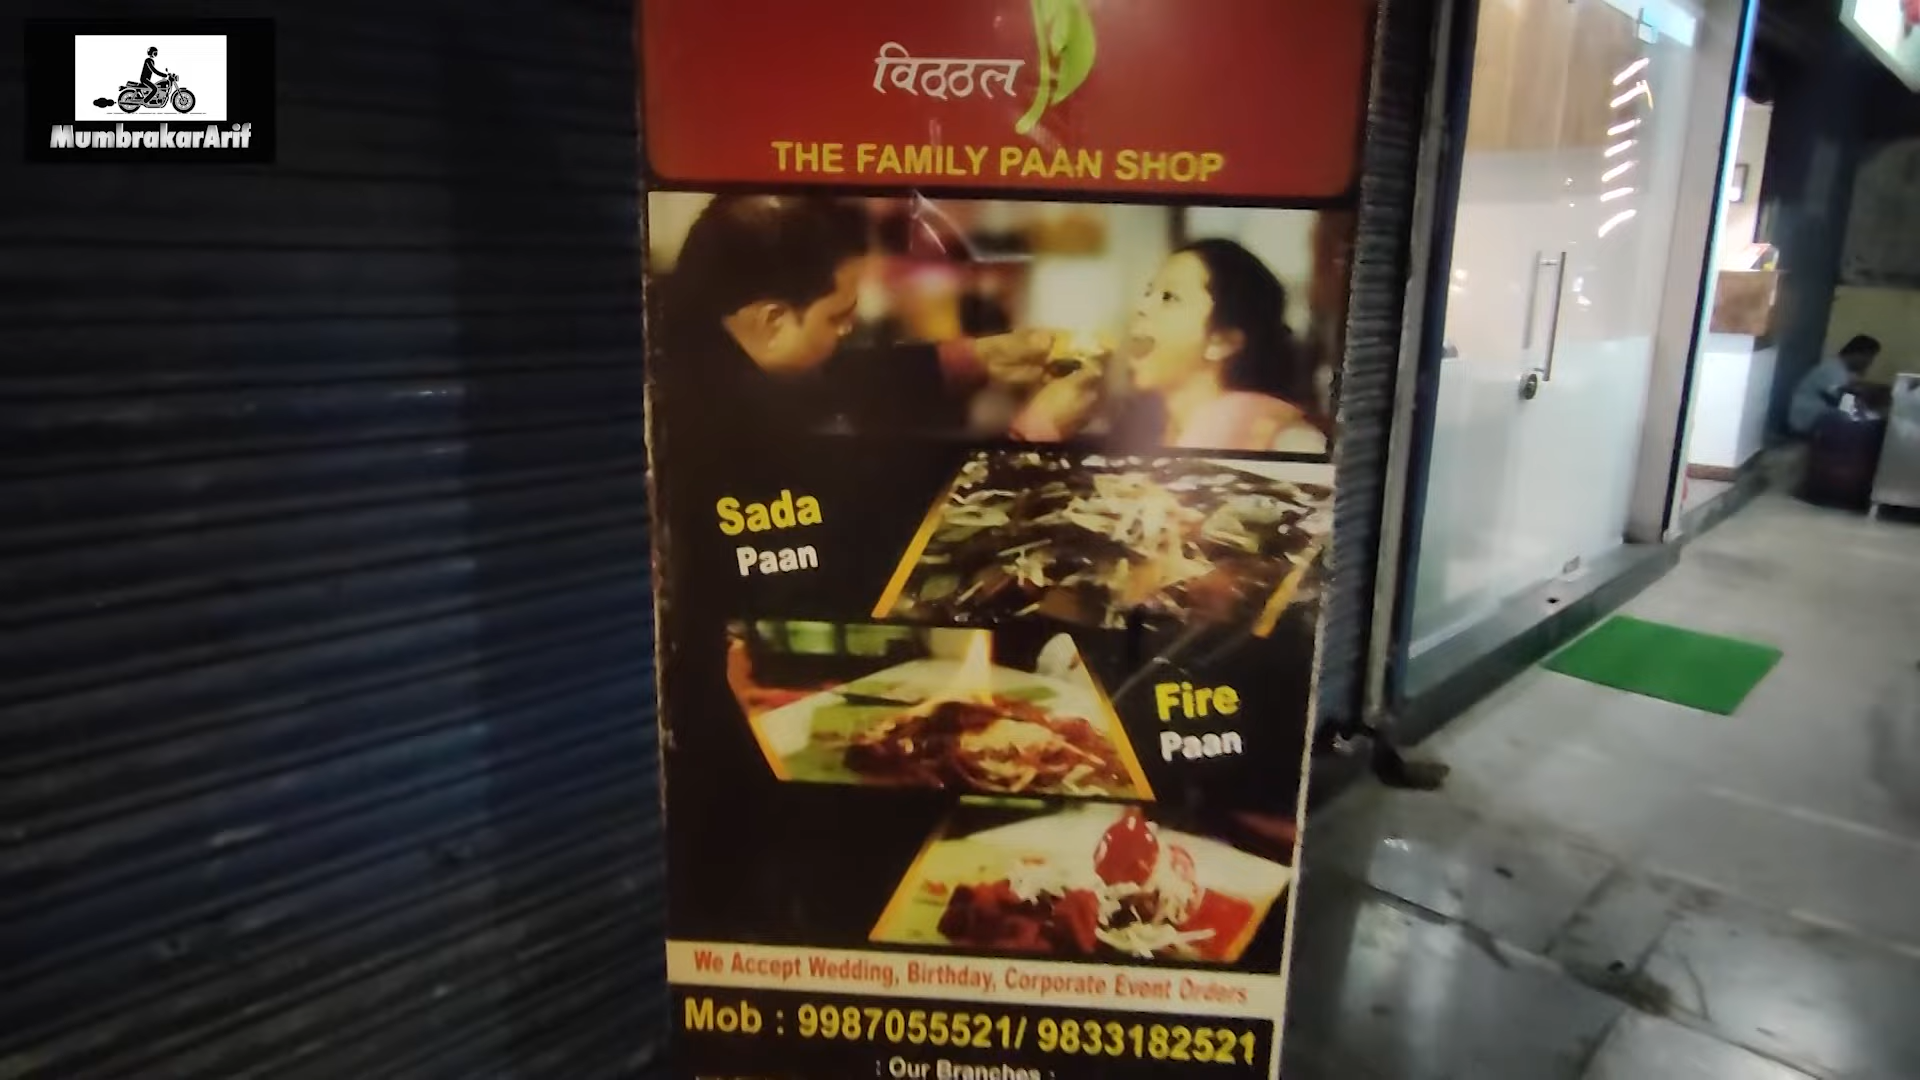 MumbrakarArif
विठ्ठल
THE FAMILY PAAN SHOP
Sada
Paan
Fire
Paan
We Accept Wedding, Birthday, Corporate Event Orders
Mob : 9987055521/ 9833182521
: Our Branches :